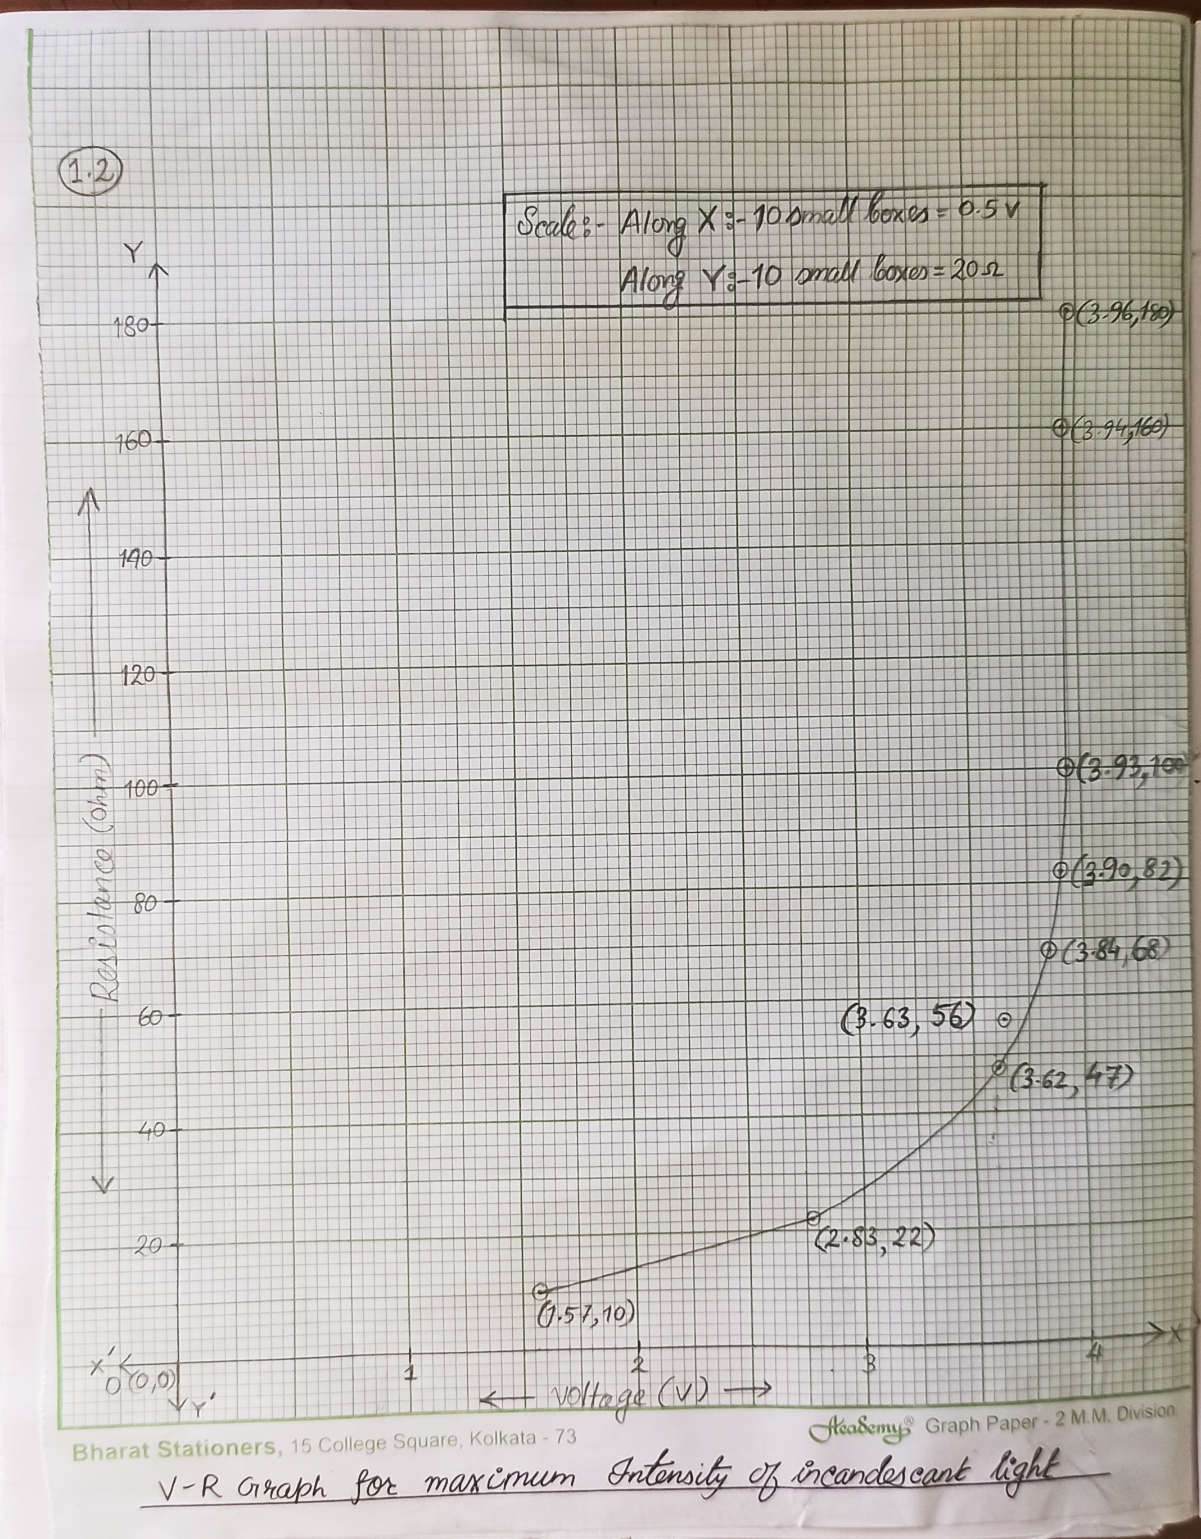 1.2
Scale:- Along X:- 10 small boxes = 0.5 V
Along Y:- 10 small boxes = 20Ω
Y
180
(3.96,180)
160
(3.94,160)
140
120
100
(3.93,100)
80
(3.90,82)
(3.84,68)
60
(3.63, 56)
(3.62, 47)
40
20
(2.83, 22)
(1.57,10)
Resistance (ohm)
X'
O (0,0)
Y'
1
2
3
4
X
Voltage (V)
Academy® Graph Paper - 2 M.M. Division
Bharat Stationers, 15 College Square, Kolkata - 73
V-R Graph for maximum Intensity of incandescant light